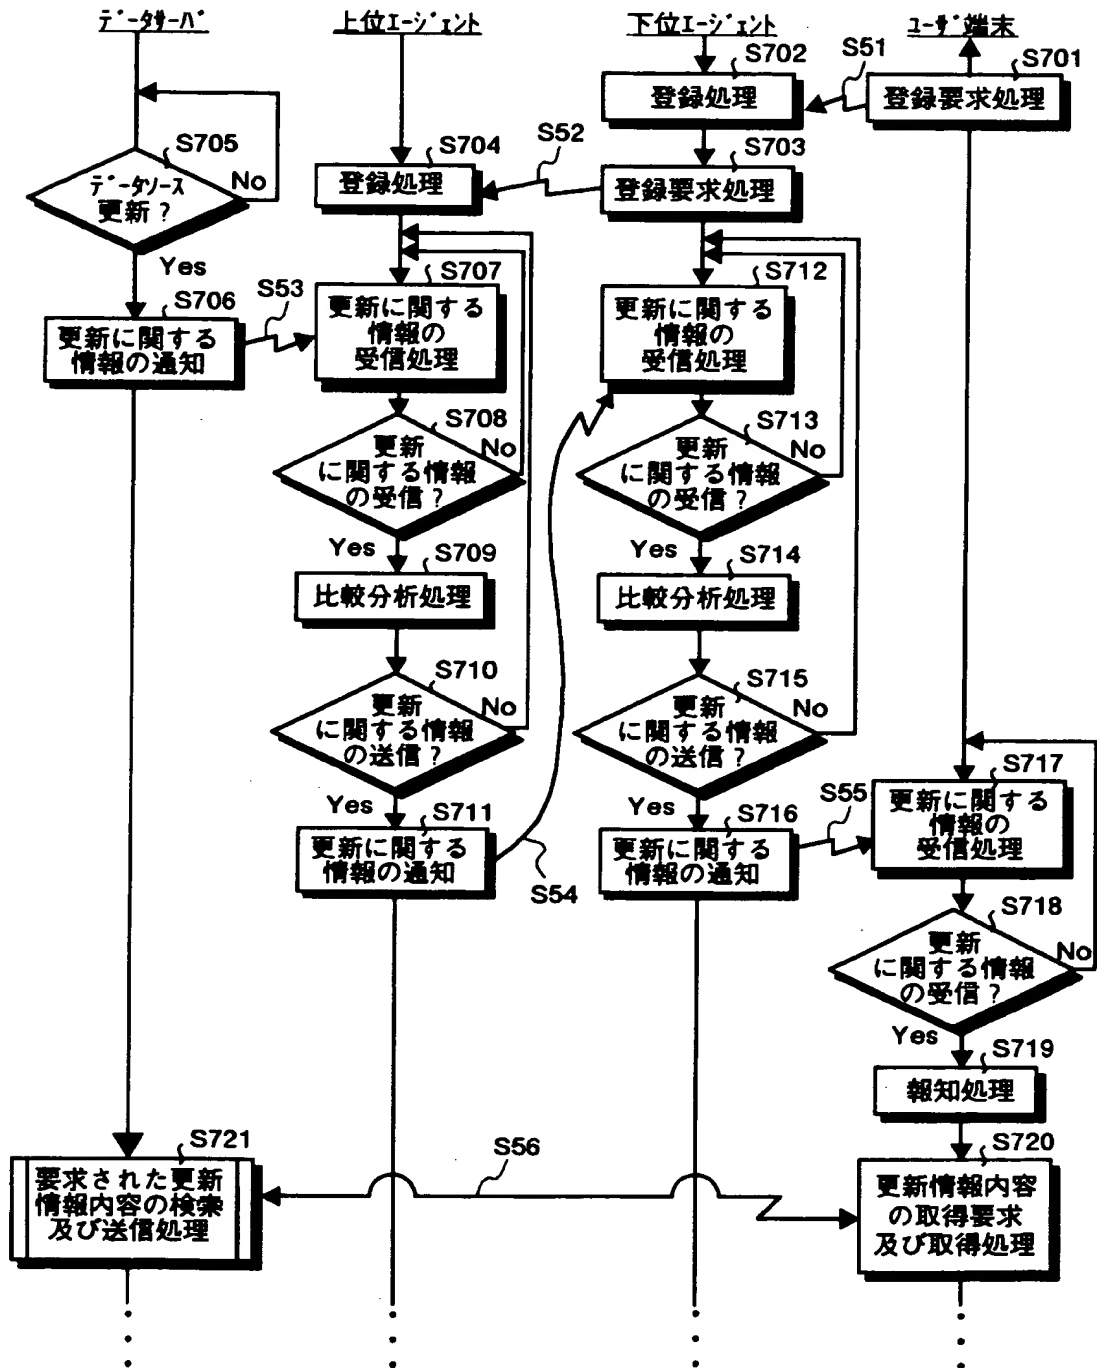 データサーバ
上位エージェント
下位エージェント
ユーザ端末
S702
S51
S701
登録処理
登録要求処理
S705
S704
S52
S703
データソース
更新?
No
登録処理
登録要求処理
Yes
S706
S53
S707
S712
更新に関する
情報の通知
更新に関する
情報の
受信処理
更新に関する
情報の
受信処理
S708
S713
更新
に関する情報
の受信?
No
更新
に関する情報
の受信?
No
Yes
S709
Yes
S714
比較分析処理
比較分析処理
S710
S715
更新
に関する情報
の送信?
No
更新
に関する情報
の送信?
No
S717
Yes
S711
Yes
S716
S55
更新に関する
情報の
受信処理
更新に関する
情報の通知
更新に関する
情報の通知
S54
S718
更新
に関する情報
の受信?
No
Yes
S719
報知処理
S721
S56
S720
要求された更新
情報内容の検索
及び送信処理
更新情報内容
の取得要求
及び取得処理